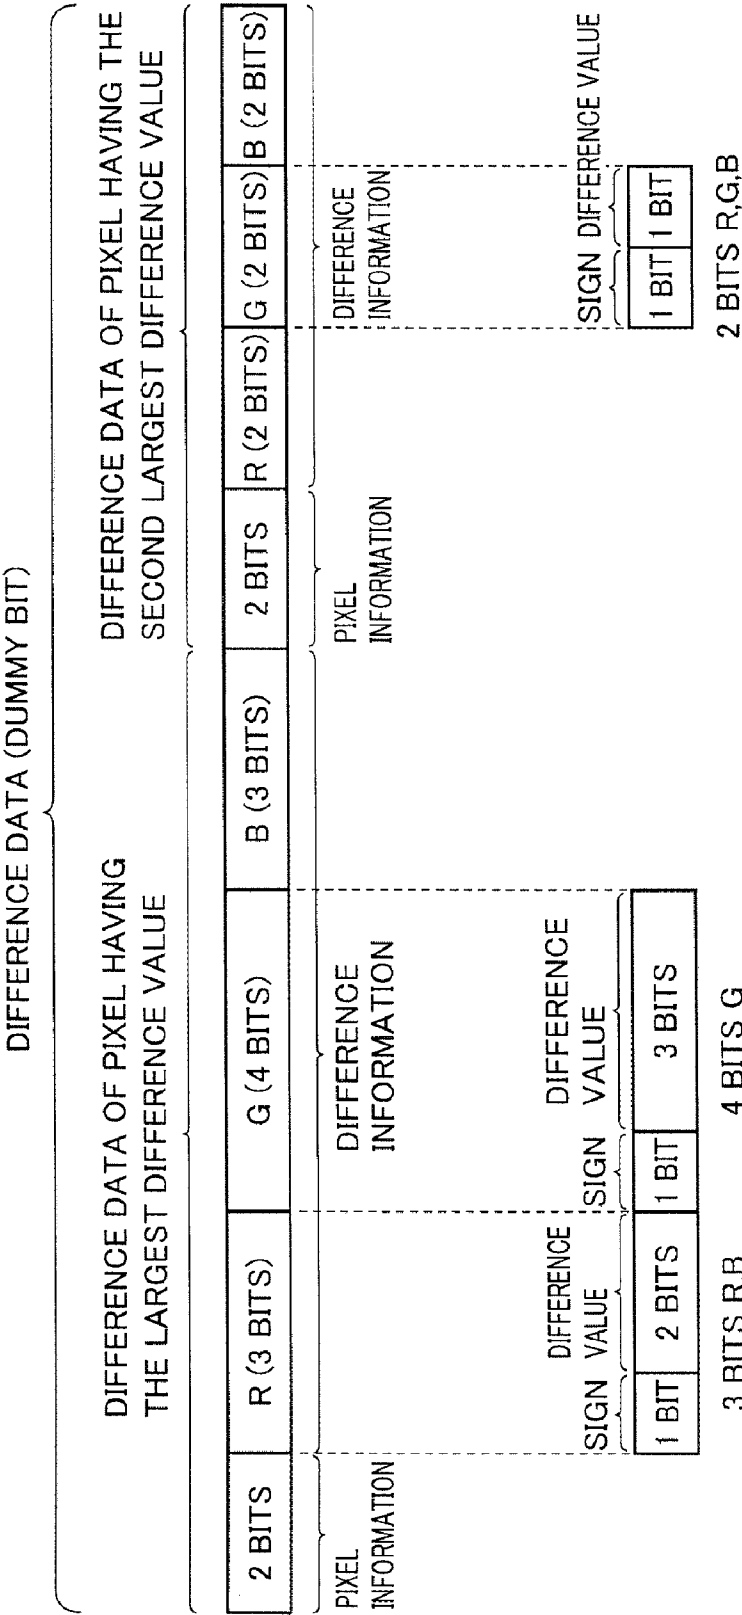 DIFFERENCE DATA (DUMMY BIT)
DIFFERENCE DATA OF PIXEL HAVING
THE LARGEST DIFFERENCE VALUE
DIFFERENCE DATA OF PIXEL HAVING THE
SECOND LARGEST DIFFERENCE VALUE
2 BITS
R (3 BITS)
G (4 BITS)
B (3 BITS)
2 BITS
R (2 BITS)
G (2 BITS)
B (2 BITS)
PIXEL
INFORMATION
DIFFERENCE
INFORMATION
PIXEL
INFORMATION
DIFFERENCE
INFORMATION
SIGN
DIFFERENCE
VALUE
SIGN
DIFFERENCE
VALUE
SIGN
DIFFERENCE VALUE
1 BIT
2 BITS
1 BIT
3 BITS
1 BIT
1 BIT
3 BITS R,B
4 BITS G
2 BITS R,G,B